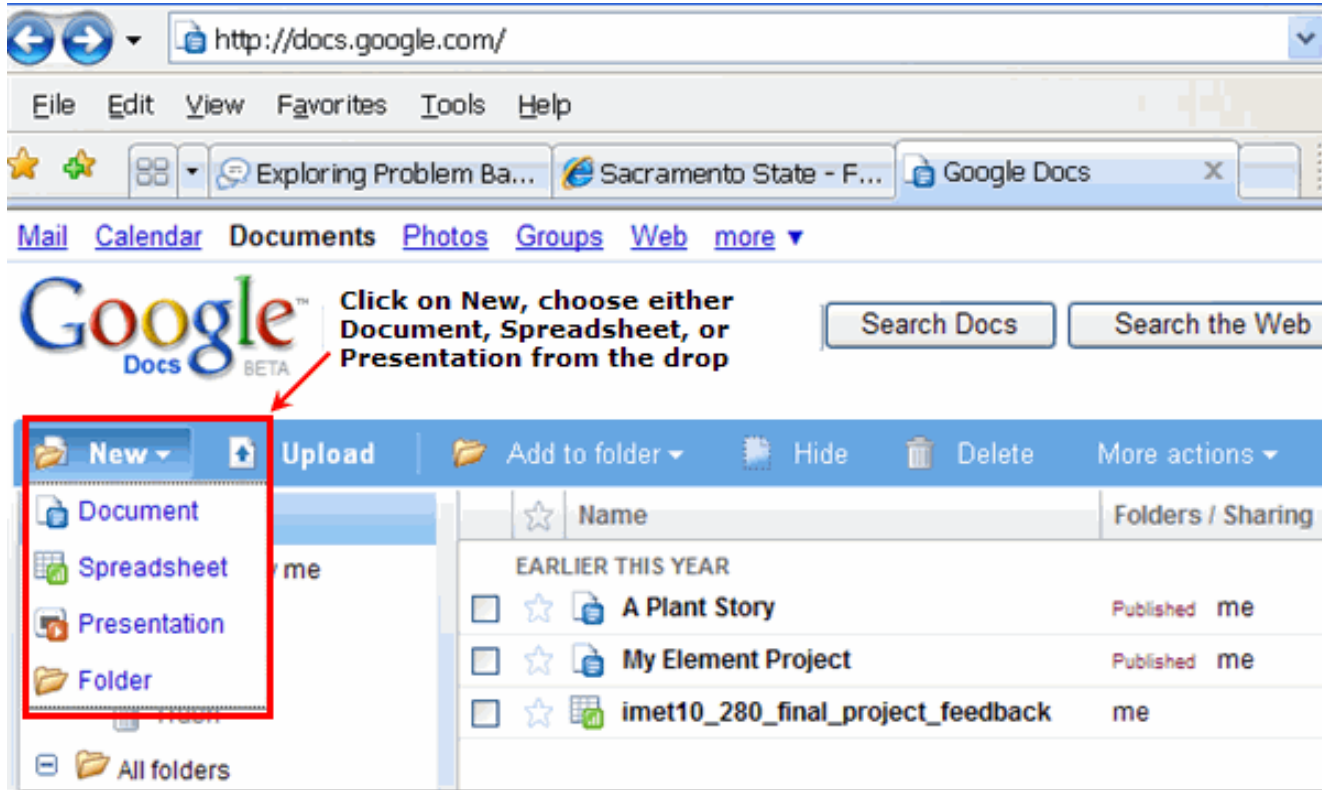 http://docs.google.com/
File Edit View Favorites Tools Help
Exploring Problem Ba... Sacramento State - F... Google Docs X
Mail Calendar Documents Photos Groups Web more ▼
Google™
Docs BETA
Click on New, choose either
Document, Spreadsheet, or
Presentation from the drop
Search Docs Search the Web
New Upload Add to folder Hide Delete More actions
Document
Spreadsheet
Presentation
Folder
me
Trash
All folders
Name Folders / Sharing
EARLIER THIS YEAR
A Plant Story Published me
My Element Project Published me
imet10_280_final_project_feedback me